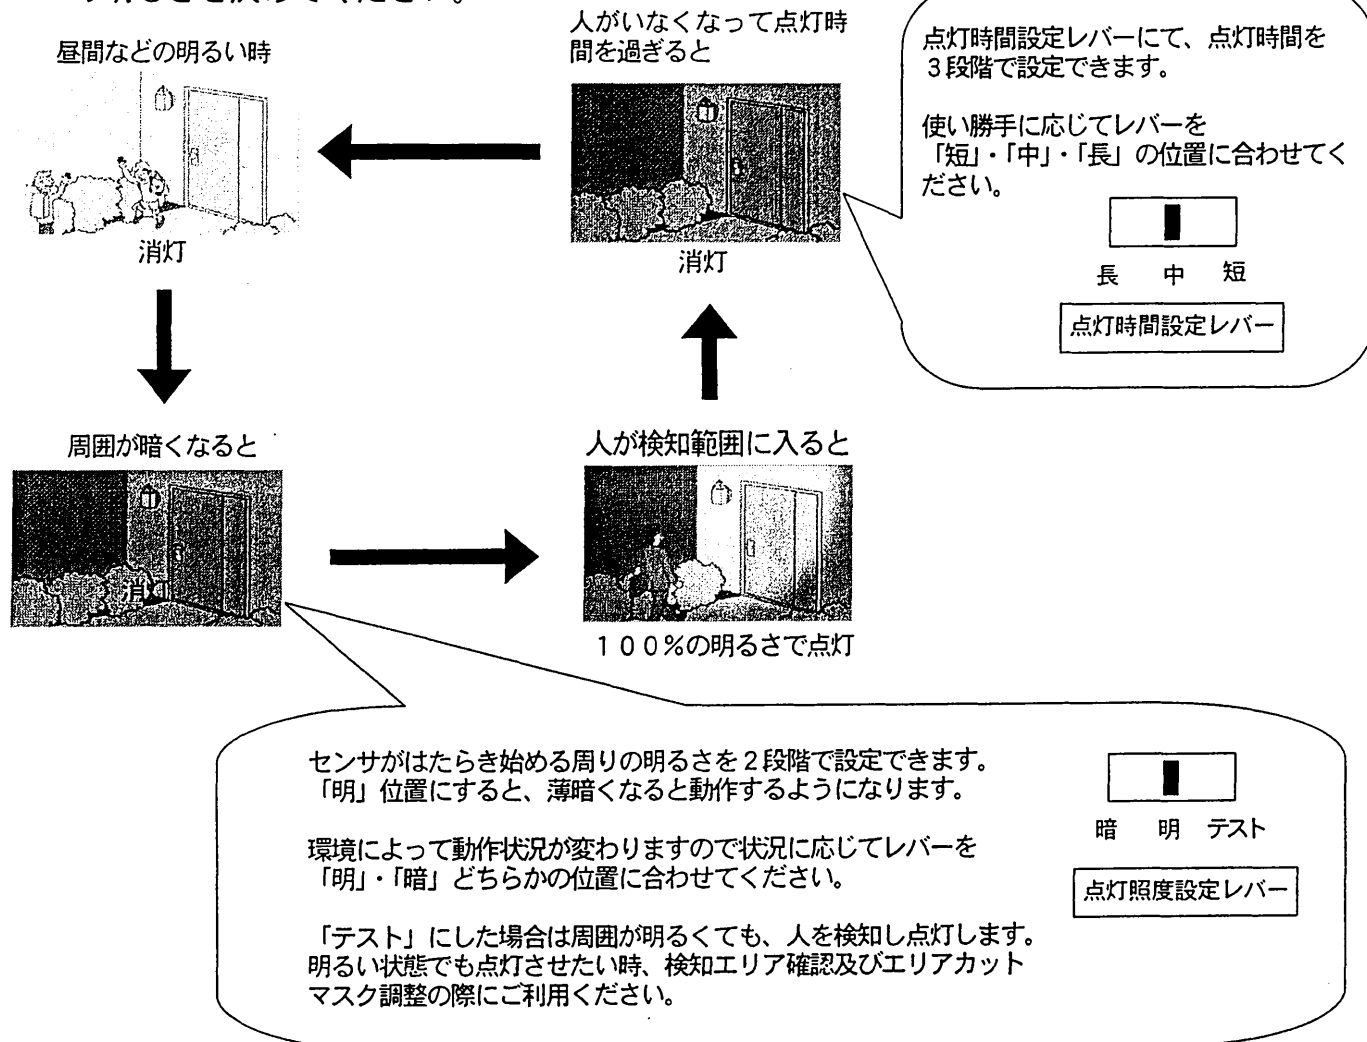 昼間などの明るい時
消灯
人がいなくなって点灯時
間を過ぎると
消灯
点灯時間設定レバーにて、点灯時間を
３段階で設定できます。
使い勝手に応じてレバーを
「短」・「中」・「長」の位置に合わせてく
ださい。
長 中 短
点灯時間設定レバー
周囲が暗くなると
消灯
人が検知範囲に入ると
１００％の明るさで点灯
センサがはたらき始める周りの明るさを２段階で設定できます。
「明」位置にすると、薄暗くなると動作するようになります。
環境によって動作状況が変わりますので状況に応じてレバーを
「明」・「暗」どちらかの位置に合わせてください。
「テスト」にした場合は周囲が明るくても、人を検知し点灯します。
明るい状態でも点灯させたい時、検知エリア確認及びエリアカット
マスク調整の際にご利用ください。
暗 明 テスト
点灯照度設定レバー